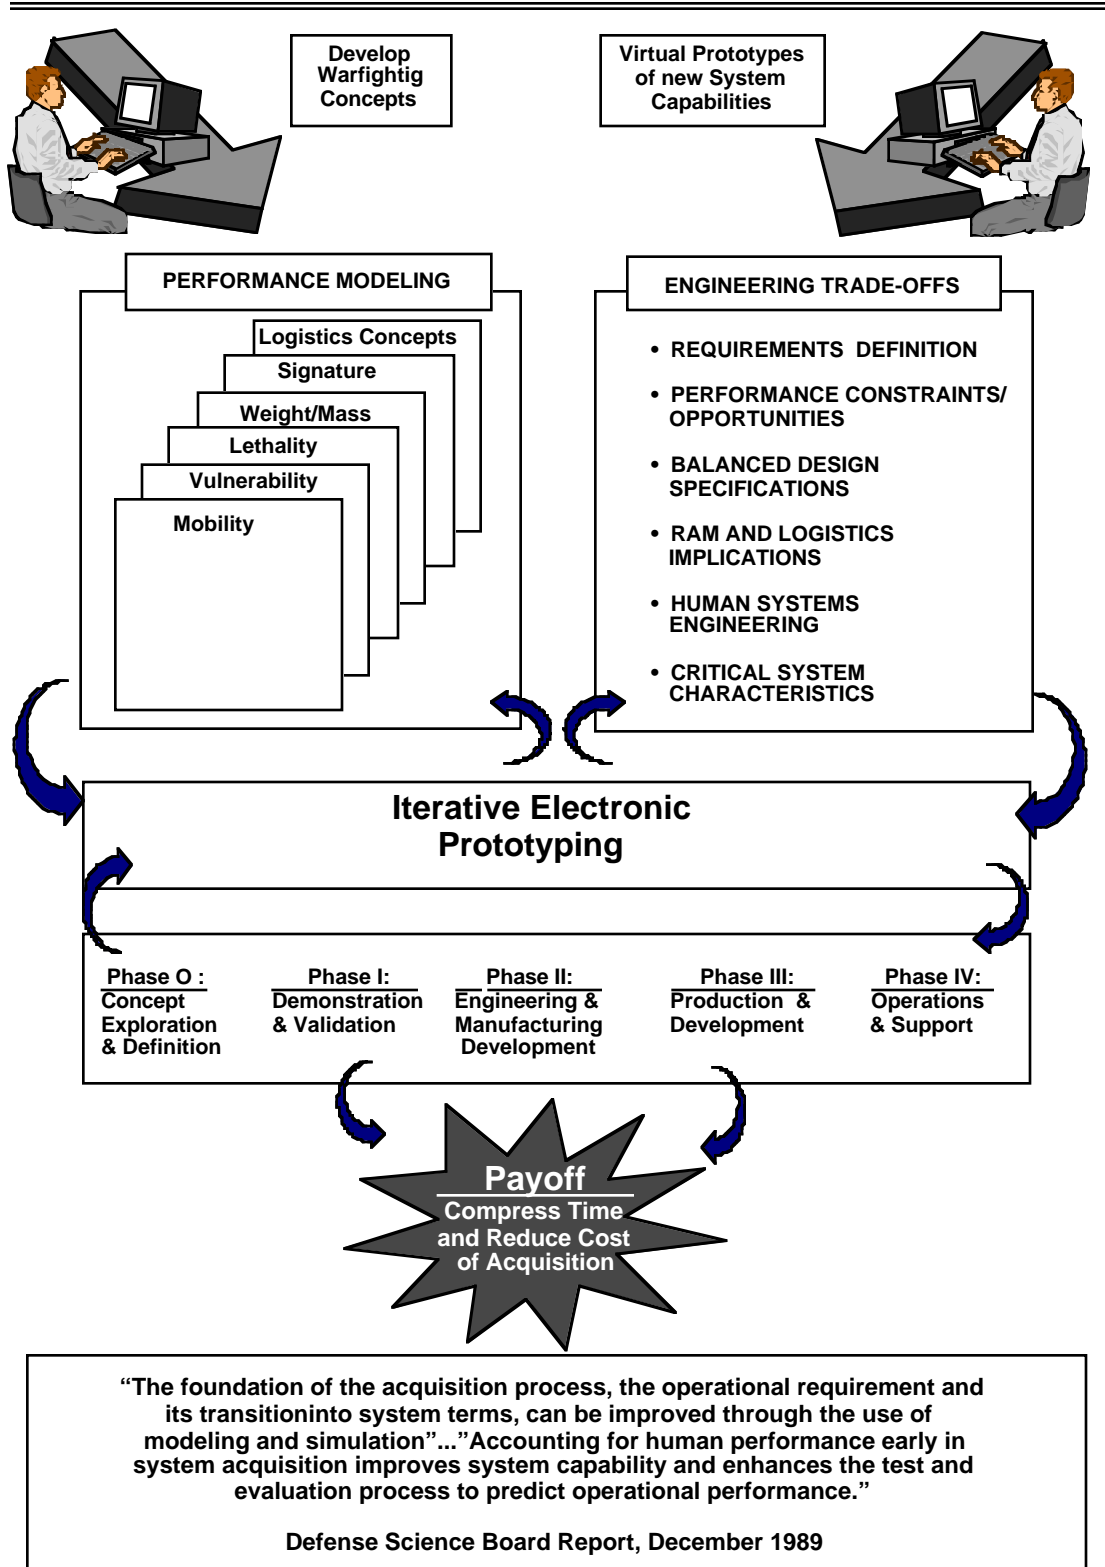 Develop
Warfightig
Concepts
Virtual Prototypes
of new System
Capabilities
PERFORMANCE MODELING
Logistics Concepts
Signature
Weight/Mass
Lethality
Vulnerability
Mobility
ENGINEERING TRADE-OFFS
• REQUIREMENTS DEFINITION
• PERFORMANCE CONSTRAINTS/
OPPORTUNITIES
• BALANCED DESIGN
SPECIFICATIONS
• RAM AND LOGISTICS
IMPLICATIONS
• HUMAN SYSTEMS
ENGINEERING
• CRITICAL SYSTEM
CHARACTERISTICS
Iterative Electronic
Prototyping
Phase O :
Concept
Exploration
& Definition
Phase I:
Demonstration
& Validation
Phase II:
Engineering &
Manufacturing
Development
Phase III:
Production &
Development
Phase IV:
Operations
& Support
Payoff
Compress Time
and Reduce Cost
of Acquisition
“The foundation of the acquisition process, the operational requirement and
its transitioninto system terms, can be improved through the use of
modeling and simulation”...”Accounting for human performance early in
system acquisition improves system capability and enhances the test and
evaluation process to predict operational performance.”
Defense Science Board Report, December 1989